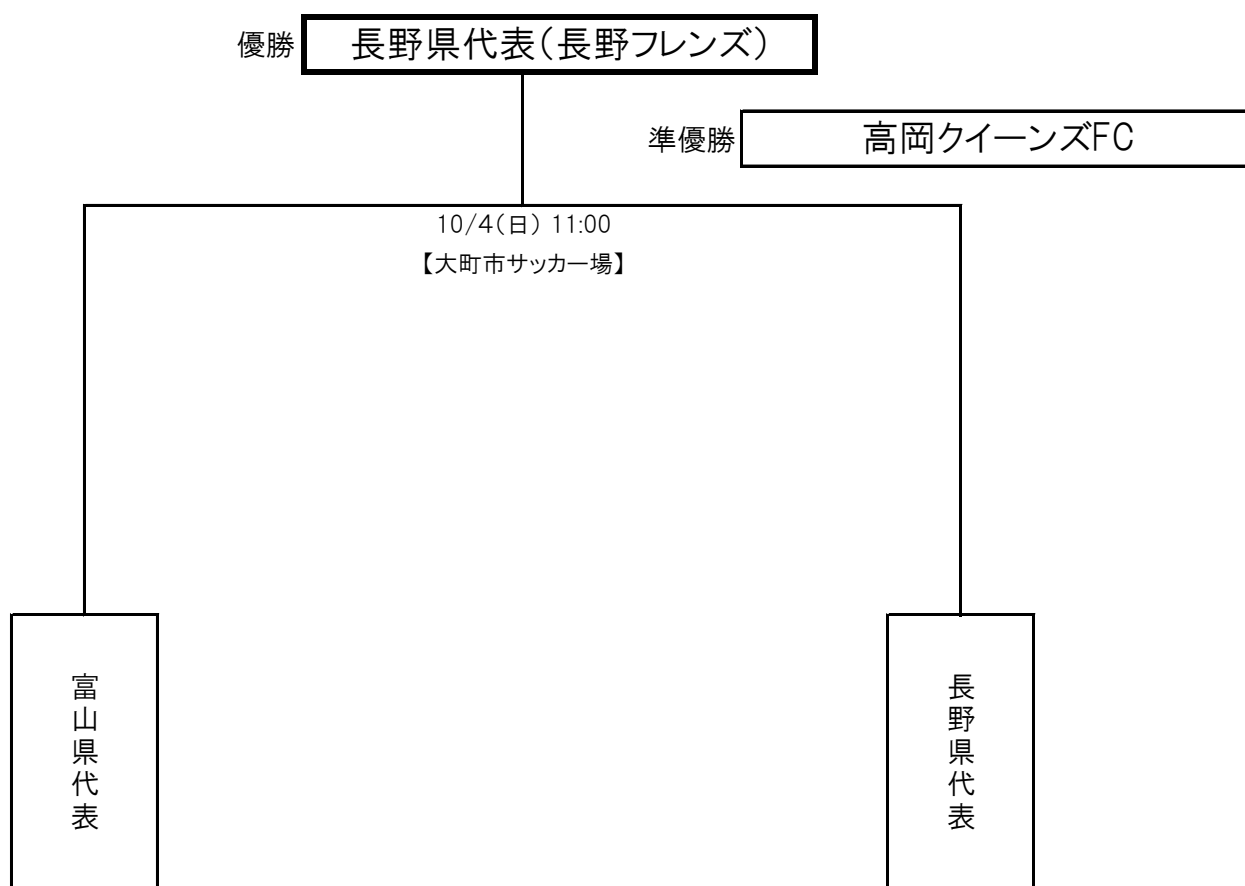 優勝 長野県代表(長野フレンズ)
準優勝 高岡クイーンズFC
10/4(日) 11:00
【大町市サッカー場】
富山県代表
長野県代表